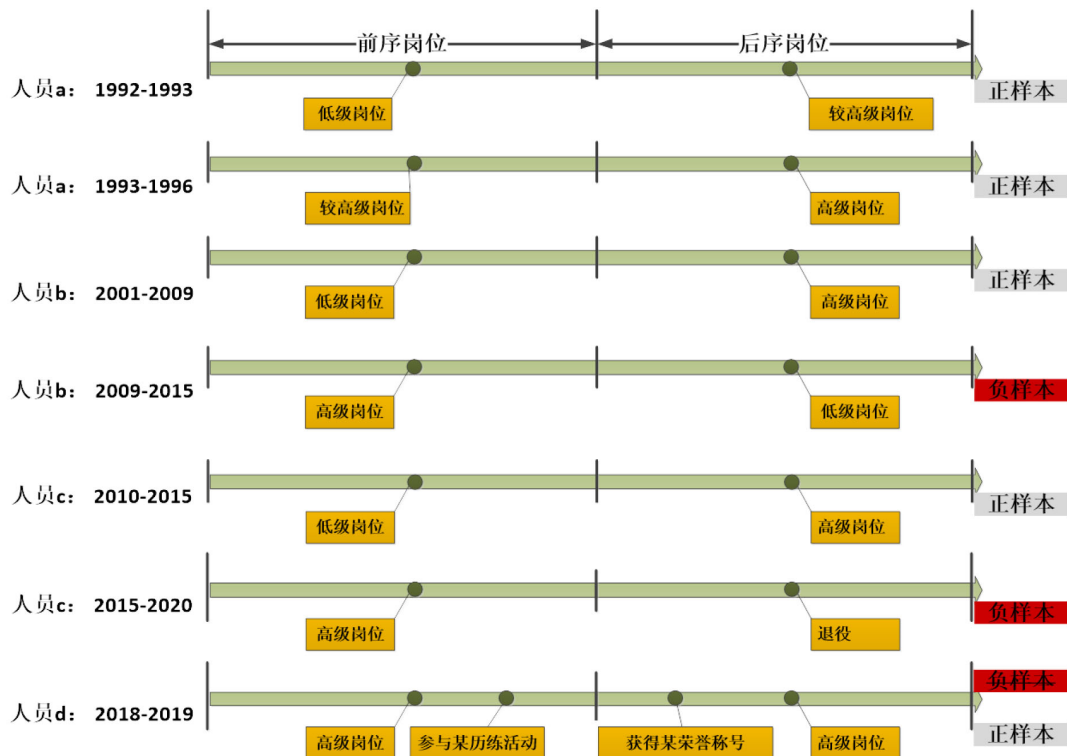 前序岗位 后序岗位
人员a： 1992-1993 正样本
低级岗位 较高级岗位
人员a： 1993-1996 正样本
较高级岗位 高级岗位
人员b： 2001-2009 正样本
低级岗位 高级岗位
人员b： 2009-2015 负样本
高级岗位 低级岗位
人员c： 2010-2015 正样本
低级岗位 高级岗位
人员c： 2015-2020 负样本
高级岗位 退役
负样本
人员d： 2018-2019 正样本
高级岗位 参与某历练活动 获得某荣誉称号 高级岗位